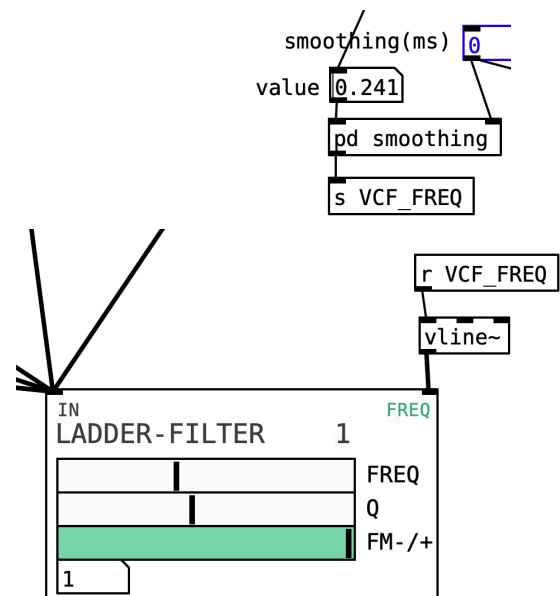 smoothing(ms) 0
value 0.241
pd smoothing
s VCF_FREQ
r VCF_FREQ
vline~
IN FREQ
LADDER-FILTER 1
FREQ
Q
FM-/+
1